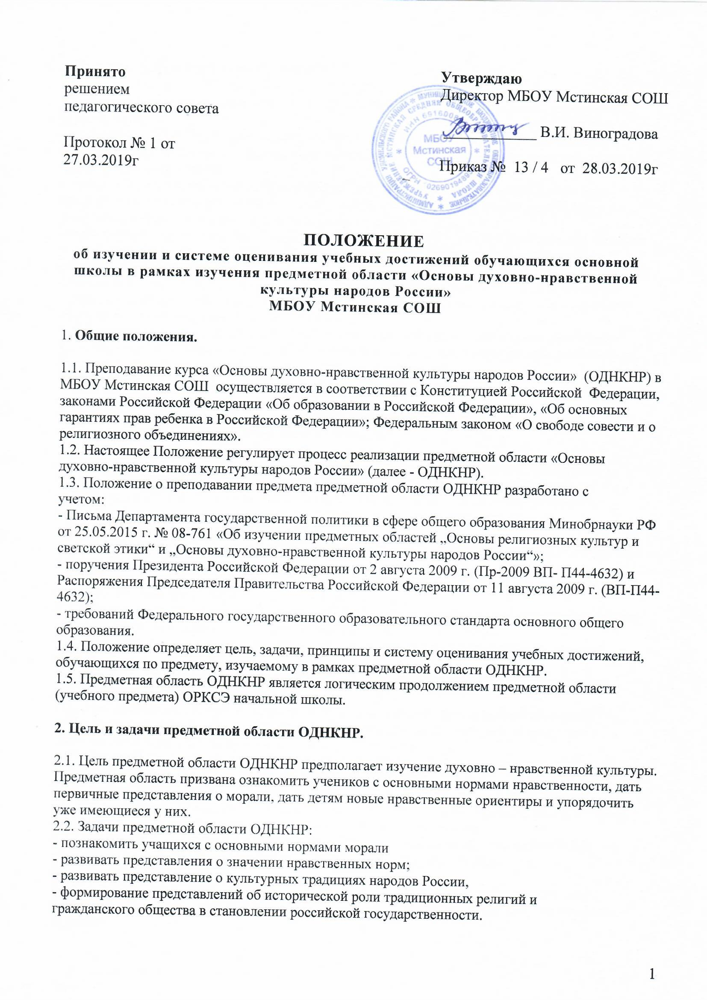 Принято
решением
педагогического совета
Протокол № 1 от
27.03.2019г
Утверждаю
Директор МБОУ Мстинская СОШ
В.И. Виноградова
Приказ № 13 / 4 от 28.03.2019г
МБОУ
Мстинская
СОШ
ПОЛОЖЕНИЕ
об изучении и системе оценивания учебных достижений обучающихся основной
школы в рамках изучения предметной области «Основы духовно-нравственной
культуры народов России»
МБОУ Мстинская СОШ
1. Общие положения.
1.1. Преподавание курса «Основы духовно-нравственной культуры народов России» (ОДНКНР) в
МБОУ Мстинская СОШ осуществляется в соответствии с Конституцией Российской Федерации,
законами Российской Федерации «Об образовании в Российской Федерации», «Об основных
гарантиях прав ребенка в Российской Федерации»; Федеральным законом «О свободе совести и о
религиозного объединениях».
1.2. Настоящее Положение регулирует процесс реализации предметной области «Основы
духовно-нравственной культуры народов России» (далее - ОДНКНР).
1.3. Положение о преподавании предмета предметной области ОДНКНР разработано с
учетом:
- Письма Департамента государственной политики в сфере общего образования Минобрнауки РФ
от 25.05.2015 г. № 08-761 «Об изучении предметных областей „Основы религиозных культур и
светской этики“ и „Основы духовно-нравственной культуры народов России“»;
- поручения Президента Российской Федерации от 2 августа 2009 г. (Пр-2009 ВП- П44-4632) и
Распоряжения Председателя Правительства Российской Федерации от 11 августа 2009 г. (ВП-П44-
4632);
- требований Федерального государственного образовательного стандарта основного общего
образования.
1.4. Положение определяет цель, задачи, принципы и систему оценивания учебных достижений,
обучающихся по предмету, изучаемому в рамках предметной области ОДНКНР.
1.5. Предметная область ОДНКНР является логическим продолжением предметной области
(учебного предмета) ОРКСЭ начальной школы.
2. Цель и задачи предметной области ОДНКНР.
2.1. Цель предметной области ОДНКНР предполагает изучение духовно – нравственной культуры.
Предметная область призвана ознакомить учеников с основными нормами нравственности, дать
первичные представления о морали, дать детям новые нравственные ориентиры и упорядочить
уже имеющиеся у них.
2.2. Задачи предметной области ОДНКНР:
- познакомить учащихся с основными нормами морали
- развивать представления о значении нравственных норм;
- развивать представление о культурных традициях народов России,
- формирование представлений об исторической роли традиционных религий и
гражданского общества в становлении российской государственности.
1